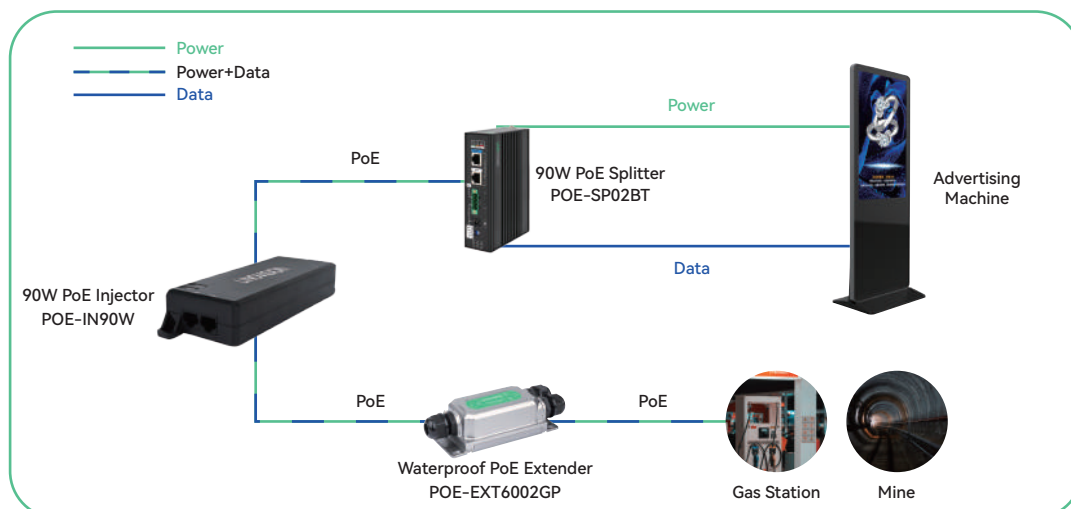 Power
Power+Data
Data
Power
PoE
90W PoE Splitter
POE-SP02BT
Advertising
Machine
Data
90W PoE Injector
POE-IN90W
PoE
PoE
Waterproof PoE Extender
POE-EXT6002GP
Gas Station
Mine